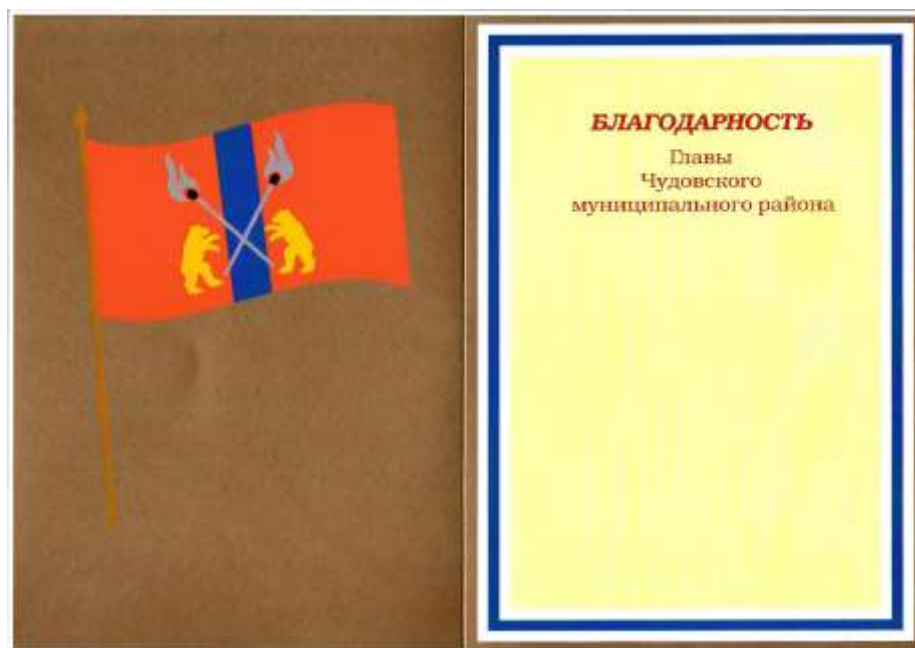 БЛАГОДАРНОСТЬ
Главы
Чудовского
муниципального района